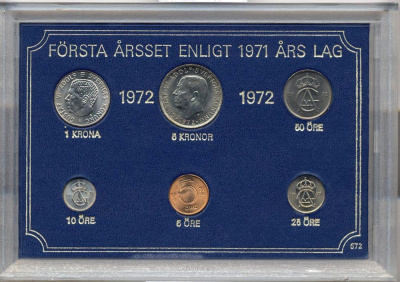 FÖRSTA ÅRSSET ENLIGT 1971 ÅRS LAG
1972 1972
1 KRONA 5 KRONOR 50 ÖRE
10 ÖRE 5 ÖRE 25 ÖRE
S72